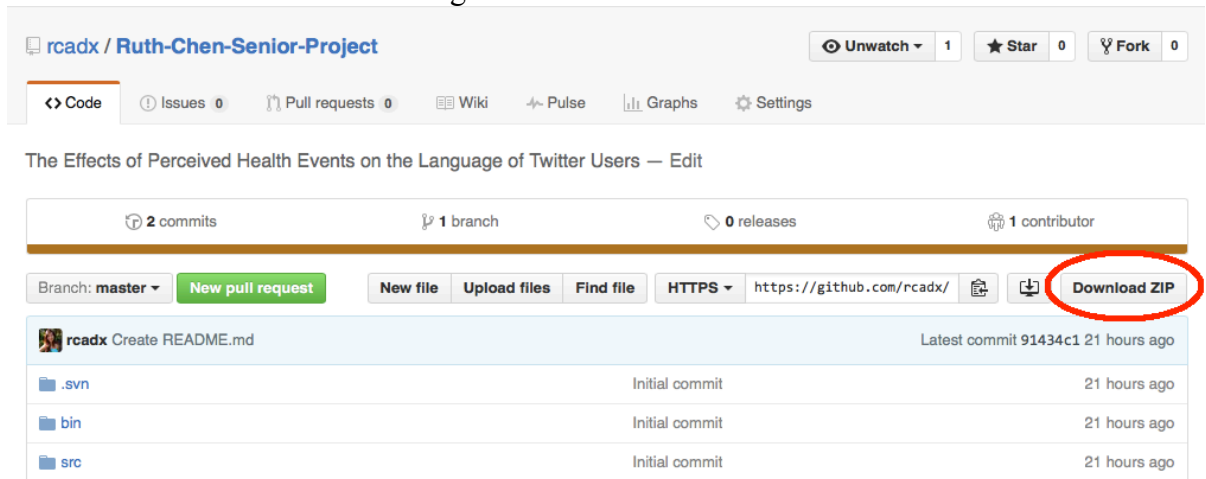 rcadx / Ruth-Chen-Senior-Project
Unwatch 1 Star 0 Fork 0
Code Issues 0 Pull requests 0 Wiki Pulse Graphs Settings
The Effects of Perceived Health Events on the Language of Twitter Users — Edit
2 commits 1 branch 0 releases 1 contributor
Branch: master New pull request New file Upload files Find file HTTPS https://github.com/rcadx/ Download ZIP
rcadx Create README.md Latest commit 91434c1 21 hours ago
.svn Initial commit 21 hours ago
bin Initial commit 21 hours ago
src Initial commit 21 hours ago